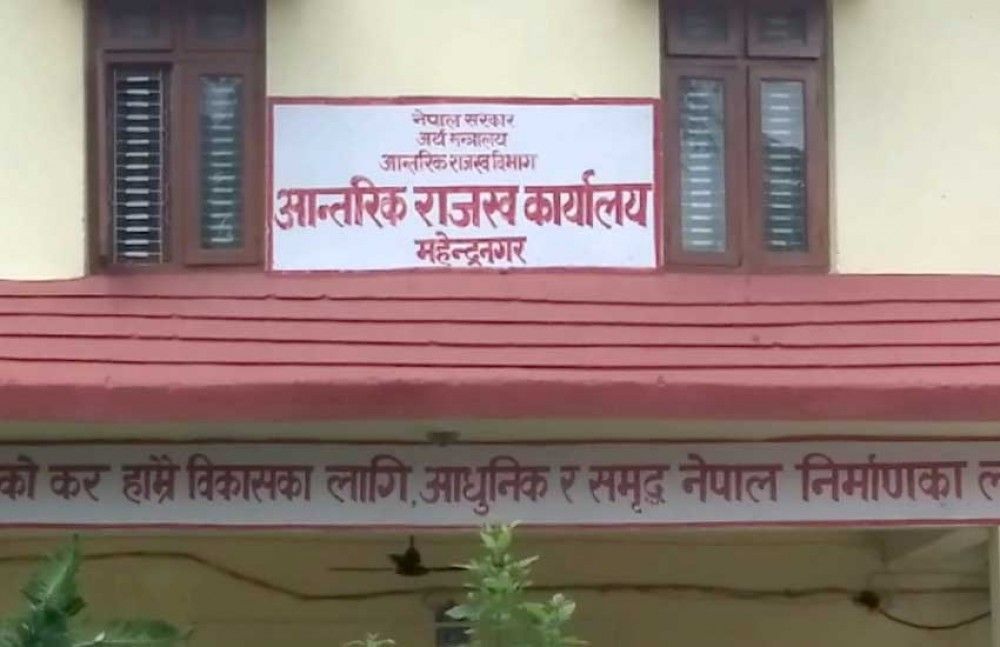 नेपाल सरकार
अर्थ मन्त्रालय
आन्तरिक राजस्व विभाग
आन्तरिक राजस्व कार्यालय
महेन्द्रनगर
को कर हाम्रै विकासका लागि, आधुनिक र समृद्ध नेपाल निर्माणका ल